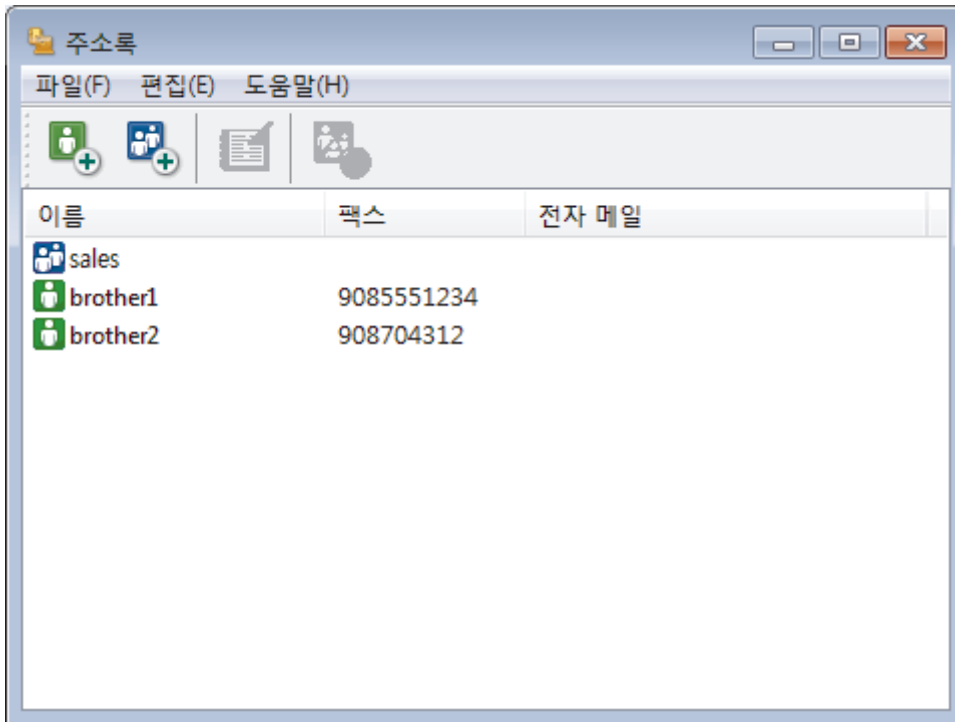 주소록
파일(F) 편집(E) 도움말(H)
이름 팩스 전자 메일
sales
brother1 9085551234
brother2 908704312